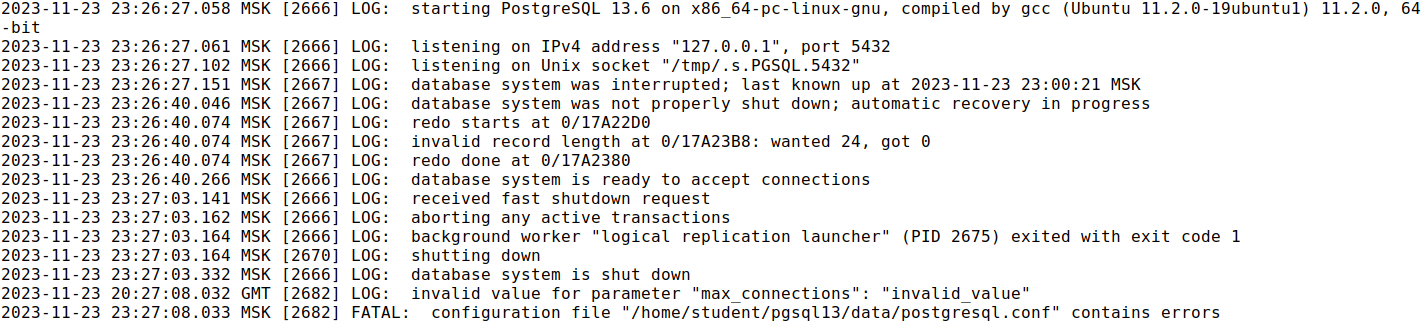 2023-11-23 23:26:27.058 MSK [2666] LOG:  starting PostgreSQL 13.6 on x86_64-pc-linux-gnu, compiled by gcc (Ubuntu 11.2.0-19ubuntu1) 11.2.0, 64
-bit
2023-11-23 23:26:27.061 MSK [2666] LOG:  listening on IPv4 address "127.0.0.1", port 5432
2023-11-23 23:26:27.102 MSK [2666] LOG:  listening on Unix socket "/tmp/.s.PGSQL.5432"
2023-11-23 23:26:27.151 MSK [2667] LOG:  database system was interrupted; last known up at 2023-11-23 23:00:21 MSK
2023-11-23 23:26:40.046 MSK [2667] LOG:  database system was not properly shut down; automatic recovery in progress
2023-11-23 23:26:40.074 MSK [2667] LOG:  redo starts at 0/17A22D0
2023-11-23 23:26:40.074 MSK [2667] LOG:  invalid record length at 0/17A23B8: wanted 24, got 0
2023-11-23 23:26:40.074 MSK [2667] LOG:  redo done at 0/17A2380
2023-11-23 23:26:40.266 MSK [2666] LOG:  database system is ready to accept connections
2023-11-23 23:27:03.141 MSK [2666] LOG:  received fast shutdown request
2023-11-23 23:27:03.162 MSK [2666] LOG:  aborting any active transactions
2023-11-23 23:27:03.164 MSK [2666] LOG:  background worker "logical replication launcher" (PID 2675) exited with exit code 1
2023-11-23 23:27:03.164 MSK [2670] LOG:  shutting down
2023-11-23 23:27:03.332 MSK [2666] LOG:  database system is shut down
2023-11-23 20:27:08.032 GMT [2682] LOG:  invalid value for parameter "max_connections": "invalid_value"
2023-11-23 23:27:08.033 MSK [2682] FATAL:  configuration file "/home/student/pgsql13/data/postgresql.conf" contains errors